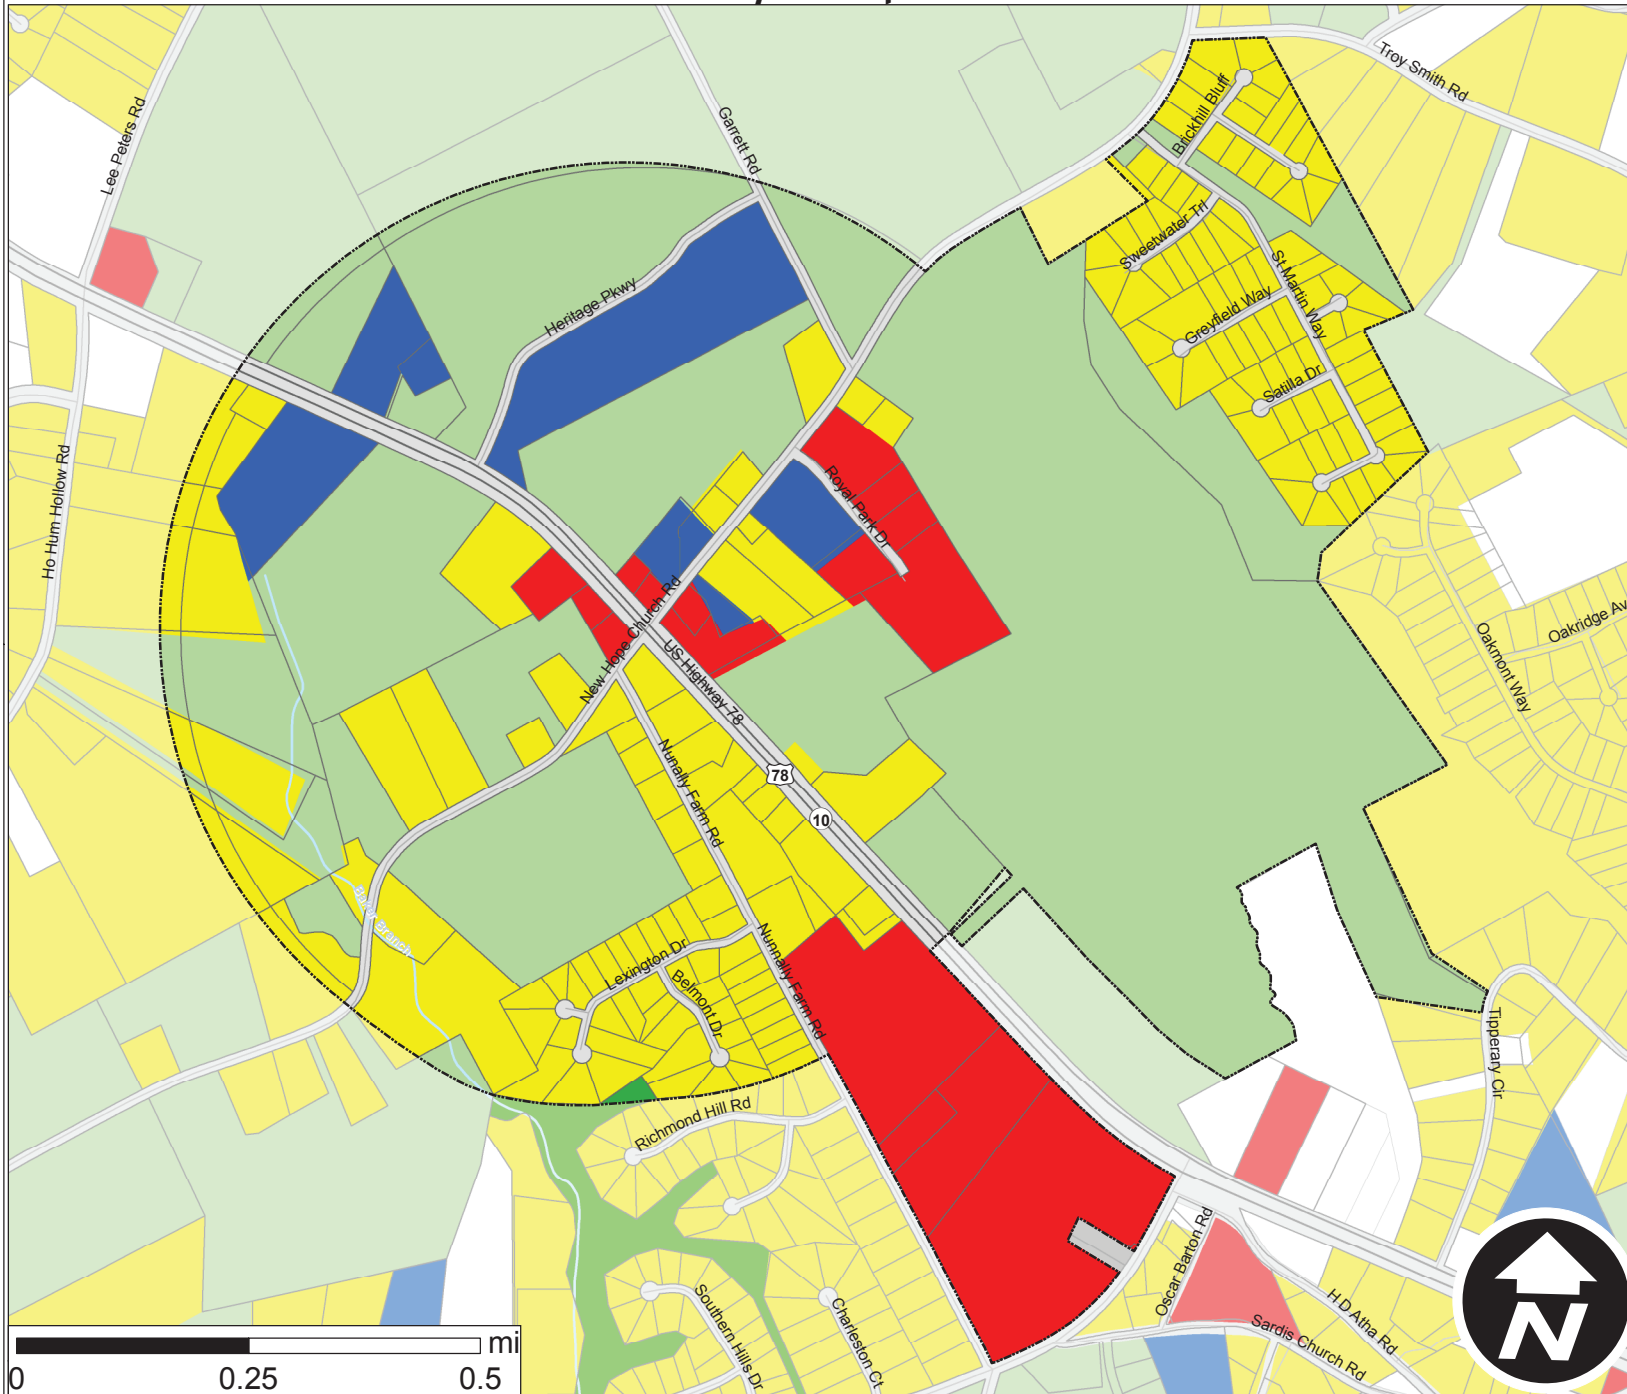 Troy Smith Rd
Lee Peters Rd
Garrett Rd
Brickhill Bluff
Sweetwater Trl
St Martin Way
Greyfield Way
Heritage Pkwy
Satilla Dr
Ho Hum Hollow Rd
Royal Park Dr
New Hope Church Rd
US Highway 78
Oakridge Av
Oakmont Way
78
10
Nunally Farm Rd
Bay Branch
Lexington Dr
Belmont Dr
Nunnally Farm Rd
Tipperary Cir
Richmond Hill Rd
Oscar Barton Rd
H D Atha Rd
Sardis Church Rd
Southern Hills Dr
Charleston Ct
N
mi
0 0.25 0.5